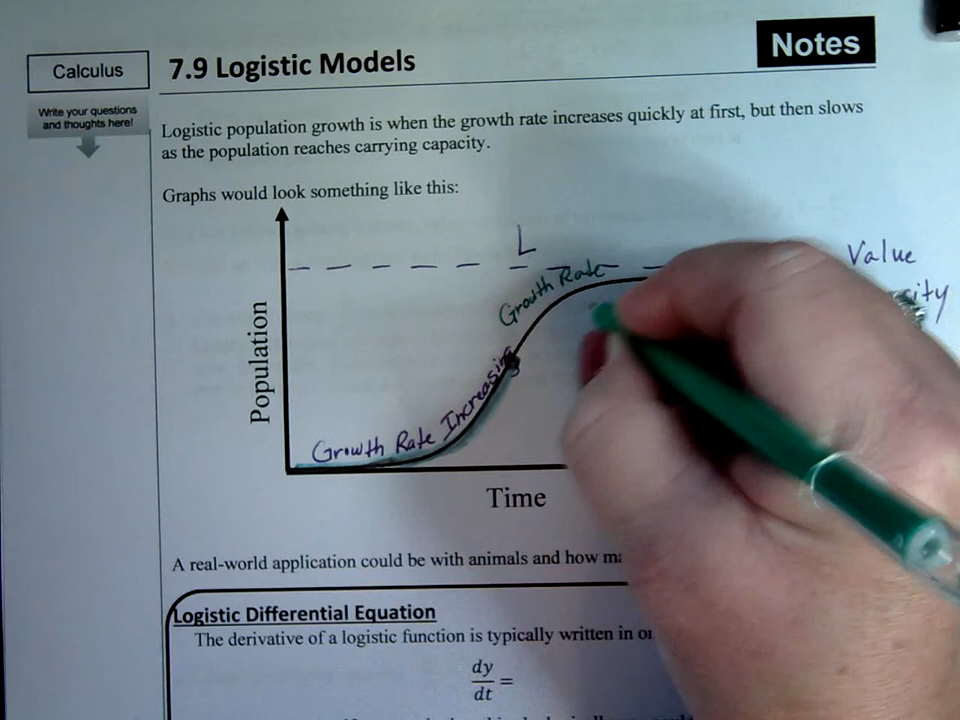 Calculus
7.9 Logistic Models
Notes
Write your questions
and thoughts here!
Logistic population growth is when the growth rate increases quickly at first, but then slows
as the population reaches carrying capacity.
Graphs would look something like this:
L
Value
Growth Rate
Growth Rate Increasing
Population
Time
A real-world application could be with animals and how
Logistic Differential Equation
The derivative of a logistic function is typically written in
dy
dt =